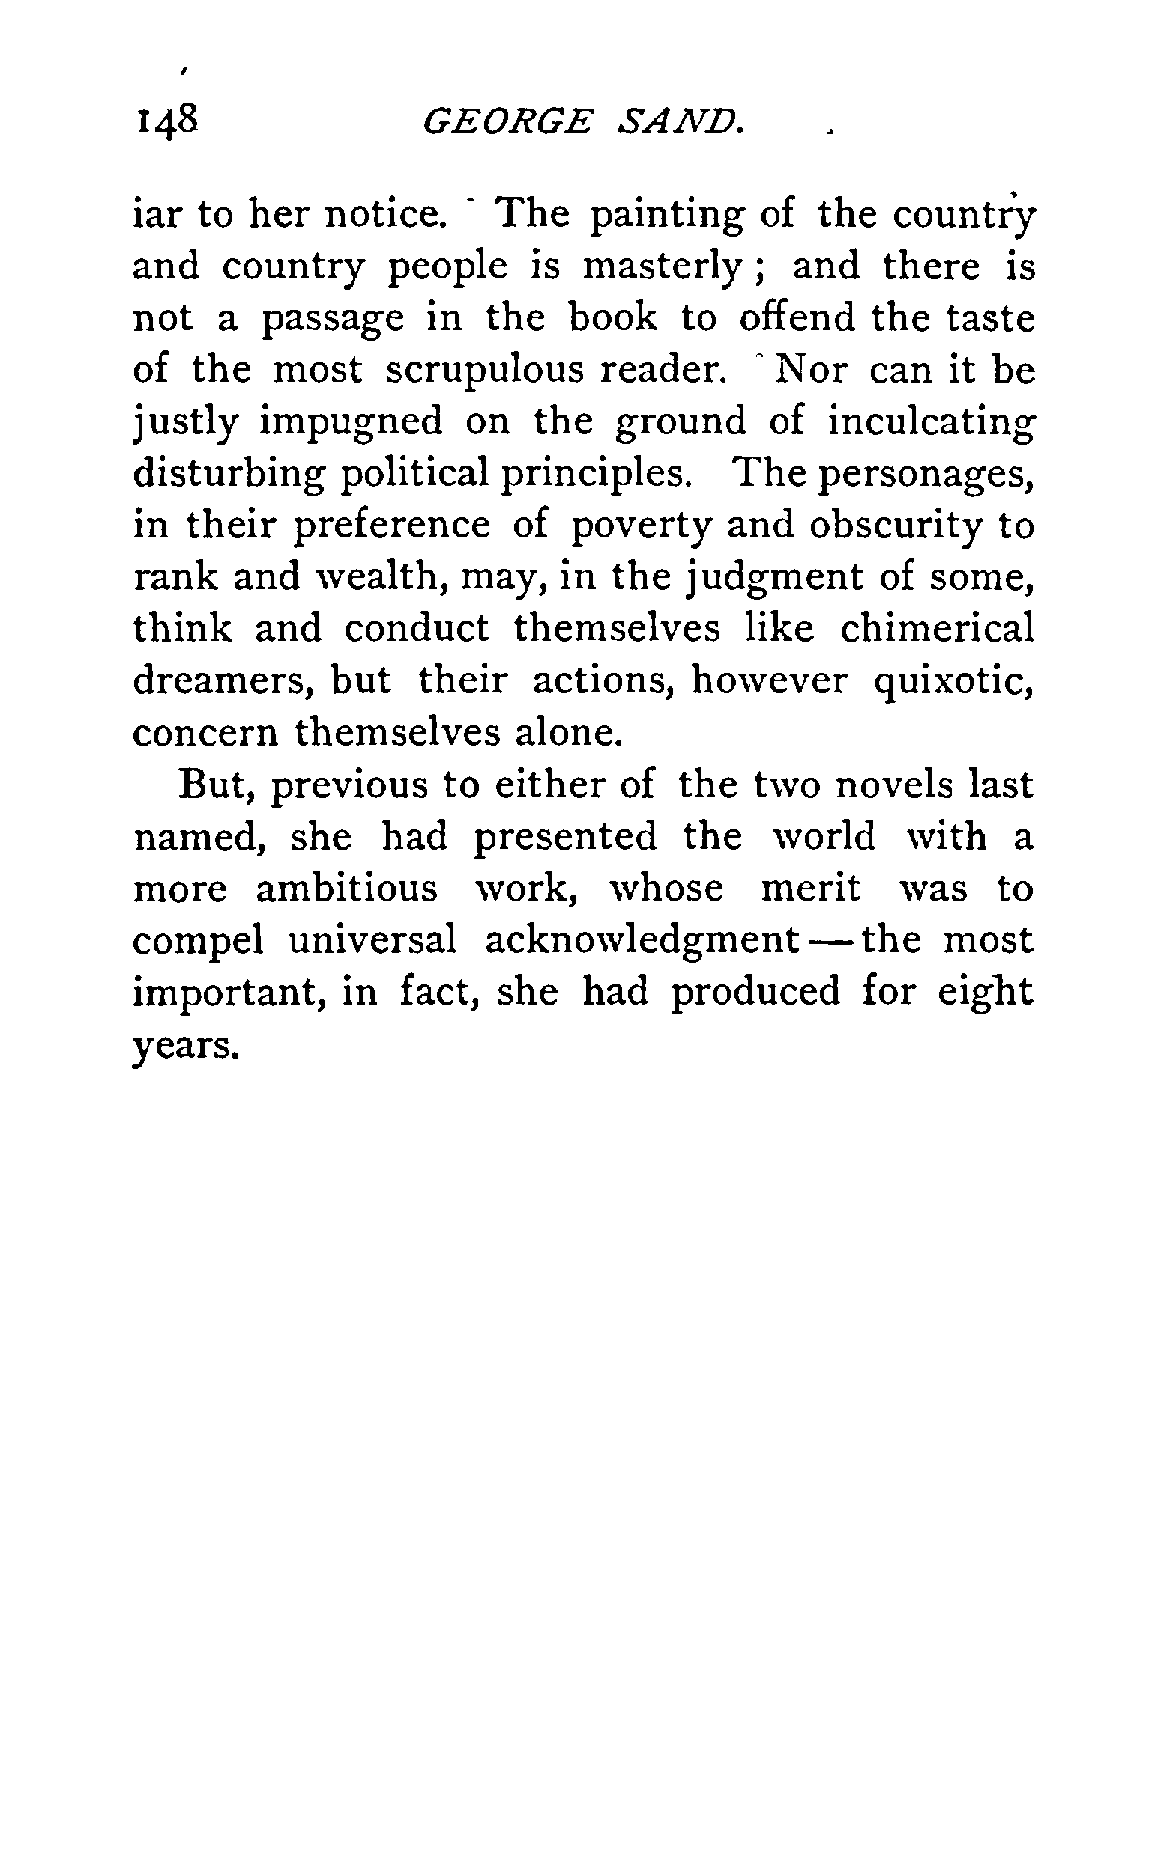 148 GEORGE SAND.
iar to her notice. The painting of the country
and country people is masterly ; and there is
not a passage in the book to offend the taste
of the most scrupulous reader. Nor can it be
justly impugned on the ground of inculcating
disturbing political principles. The personages,
in their preference of poverty and obscurity to
rank and wealth, may, in the judgment of some,
think and conduct themselves like chimerical
dreamers, but their actions, however quixotic,
concern themselves alone.
But, previous to either of the two novels last
named, she had presented the world with a
more ambitious work, whose merit was to
compel universal acknowledgment — the most
important, in fact, she had produced for eight
years.